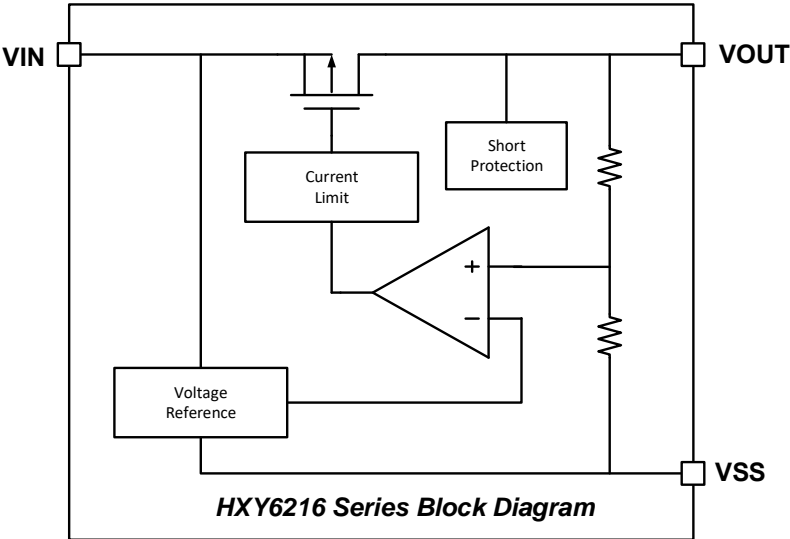 VIN
VOUT
Short
Protection
Current
Limit
+
−
Voltage
Reference
VSS
HXY6216 Series Block Diagram